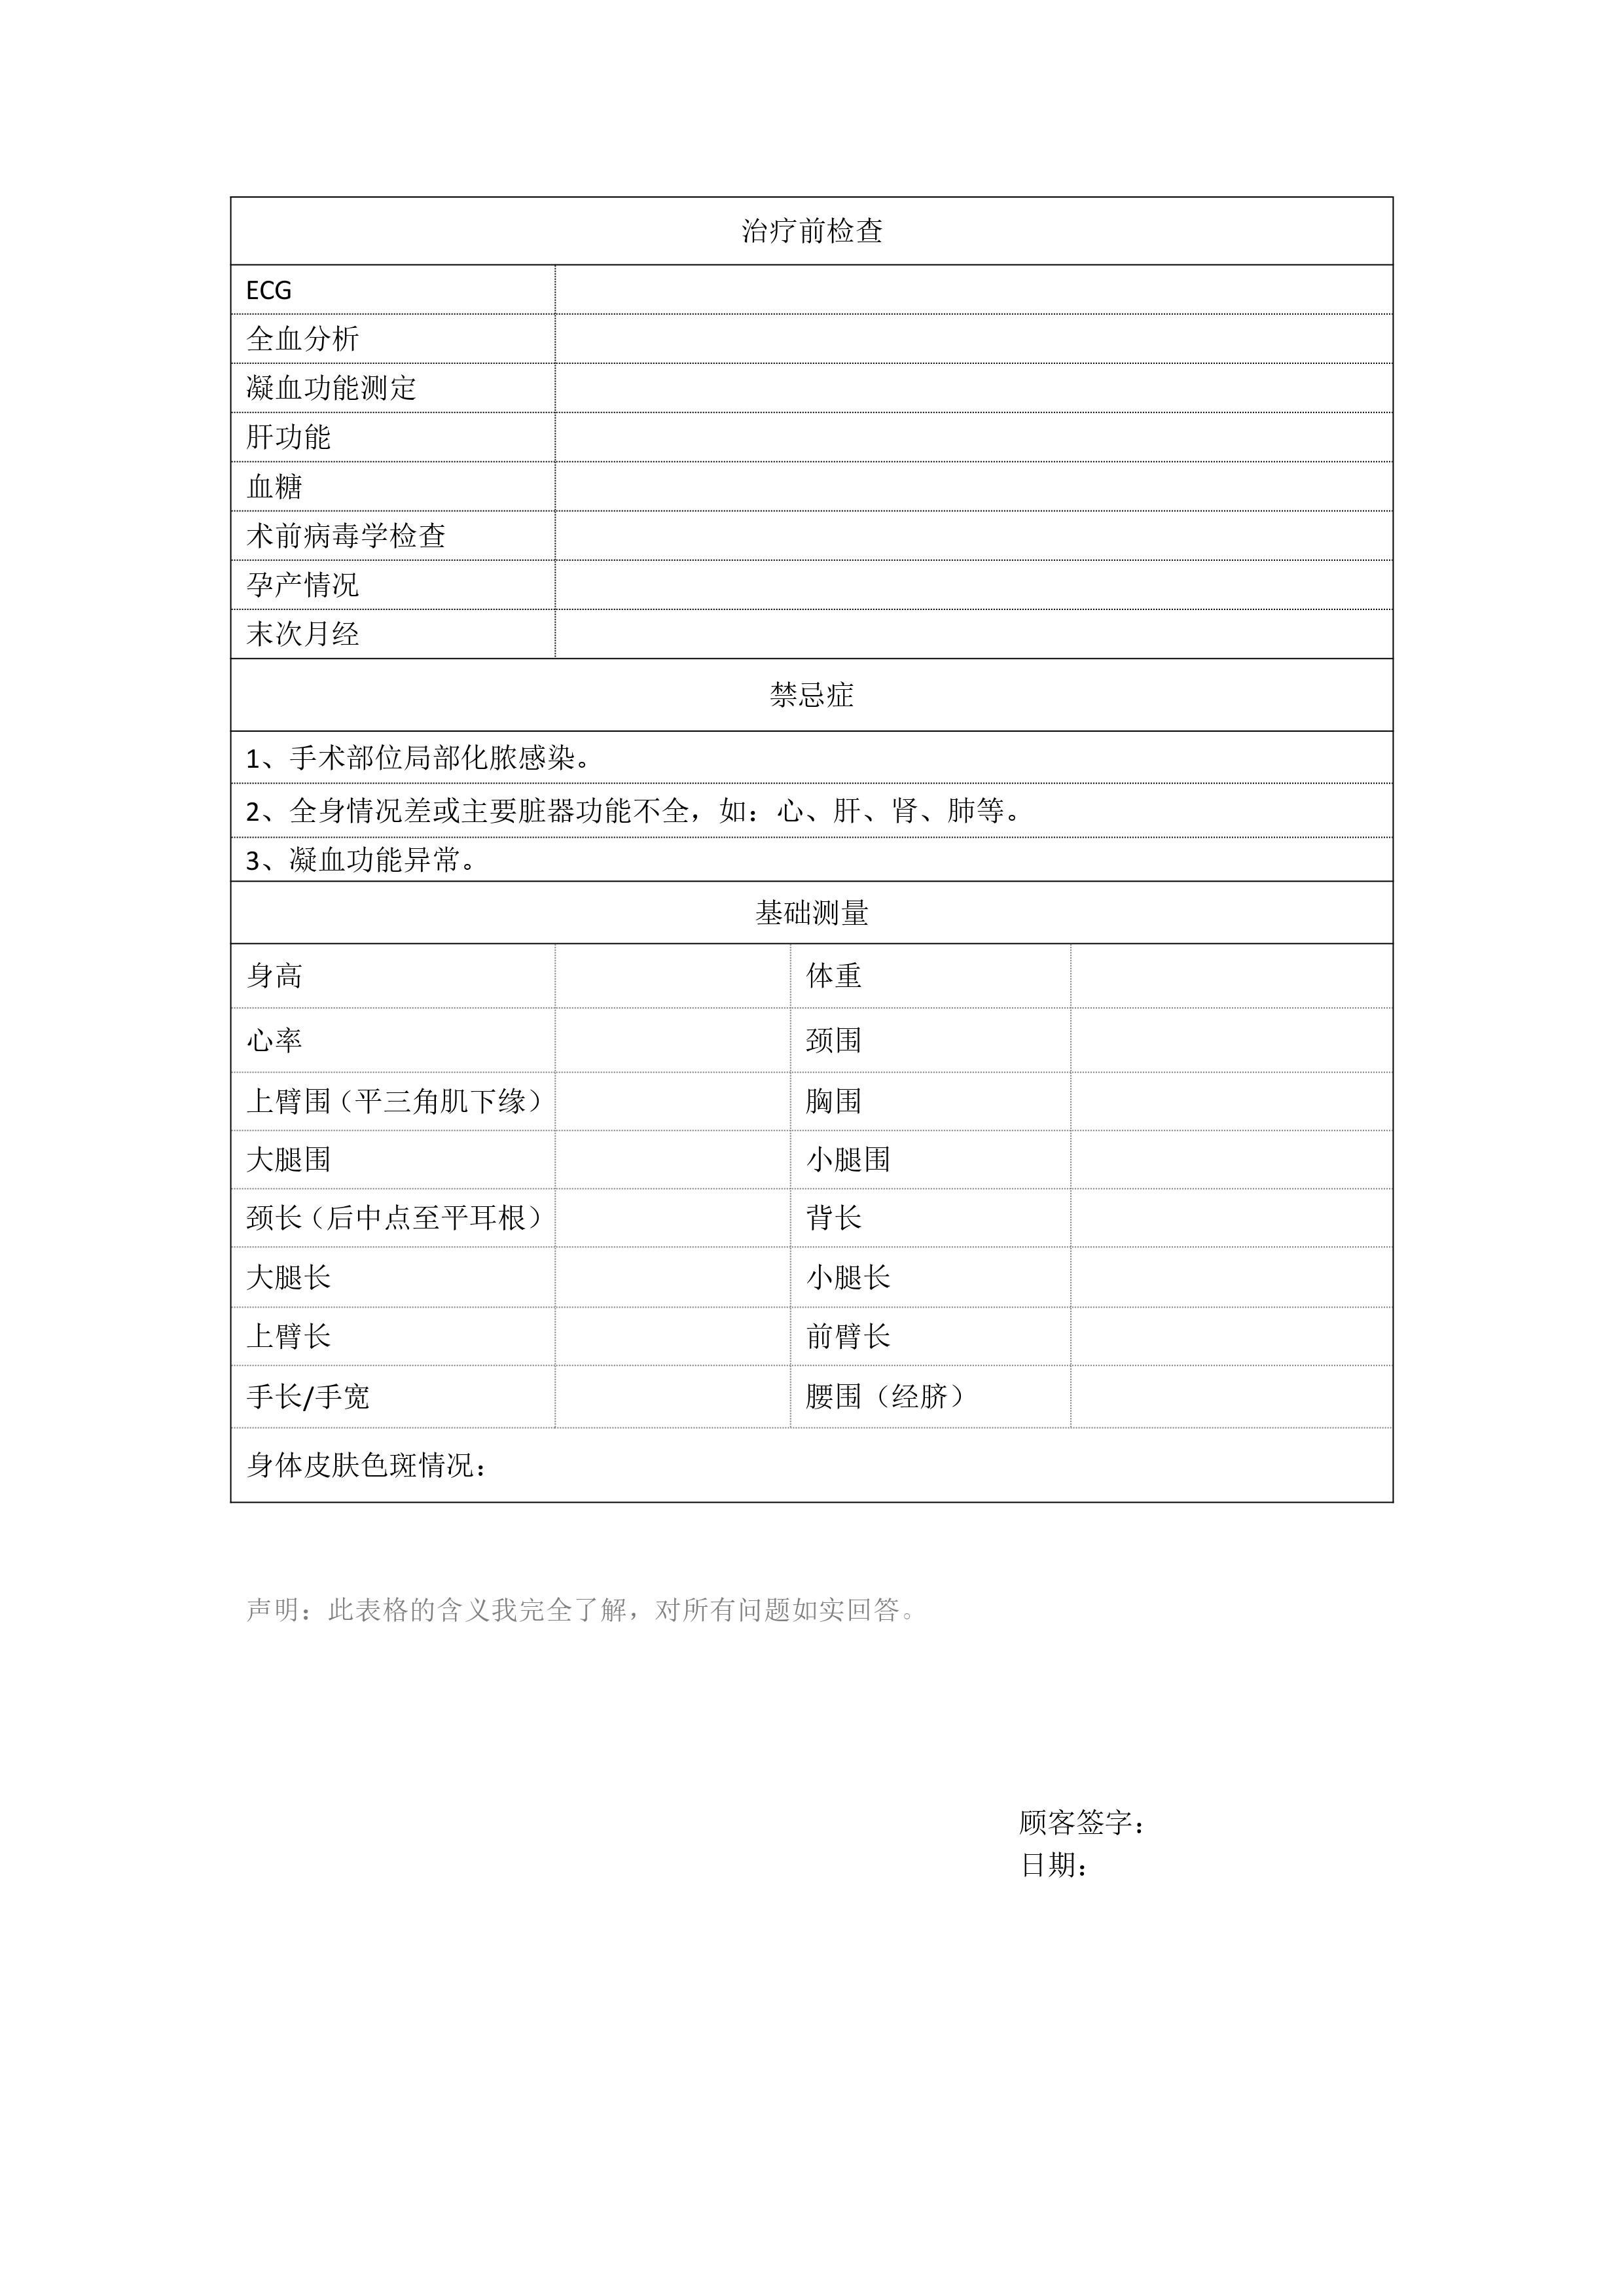 治疗前检查
ECG
全血分析
凝血功能测定
肝功能
血糖
术前病毒学检查
孕产情况
末次月经
禁忌症
1、手术部位局部化脓感染。
2、全身情况差或主要脏器功能不全，如：心、肝、肾、肺等。
3、凝血功能异常。
基础测量
身高 体重
心率 颈围
上臂围（平三角肌下缘） 胸围
大腿围 小腿围
颈长（后中点至平耳根） 背长
大腿长 小腿长
上臂长 前臂长
手长/手宽 腰围（经脐）
身体皮肤色斑情况：
声明：此表格的含义我完全了解，对所有问题如实回答。
顾客签字：
日期：